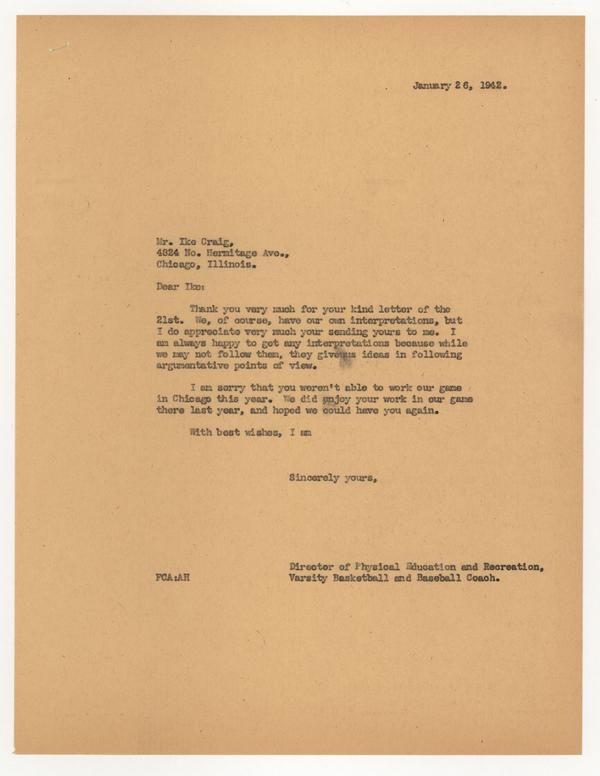 January 26, 1942.
Mr. Ike Craig,
4824 No. Hermitage Ave.,
Chicago, Illinois.
Dear Ike:
Thank you very much for your kind letter of the
21st. We, of course, have our own interpretations, but
I do appreciate very much your sending yours to me. I
am always happy to get any interpretations because while
we may not follow them, they give us ideas in following
argumentative points of view.
I am sorry that you weren't able to work our game
in Chicago this year. We did enjoy your work in our game
there last year, and hoped we could have you again.
With best wishes, I am
Sincerely yours,
Director of Physical Education and Recreation,
FCA:AH Varsity Basketball and Baseball Coach.